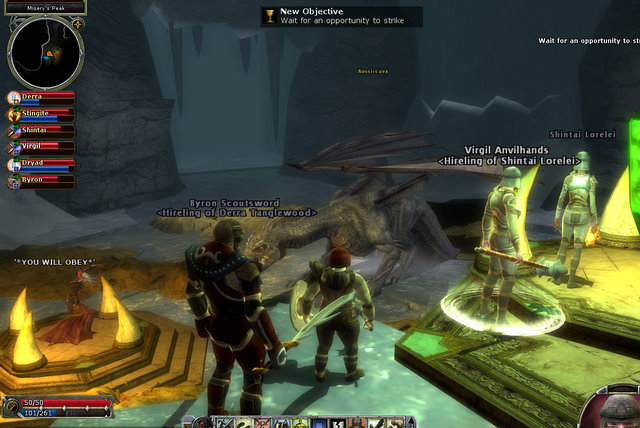 Misery's Peak
New Objective
Wait for an opportunity to strike
Wait for an opportunity to st
Aussircaex
Derra
Stingite
Shintai
Virgil
Dryad
Byron
Shintai Lorelei
Virgil Anvilhands
<Hireling of Shintai Lorelei>
Byron Scoutsword
<Hireling of Derra Tanglewood>
"*YOU WILL OBEY*"
50/50
101/261